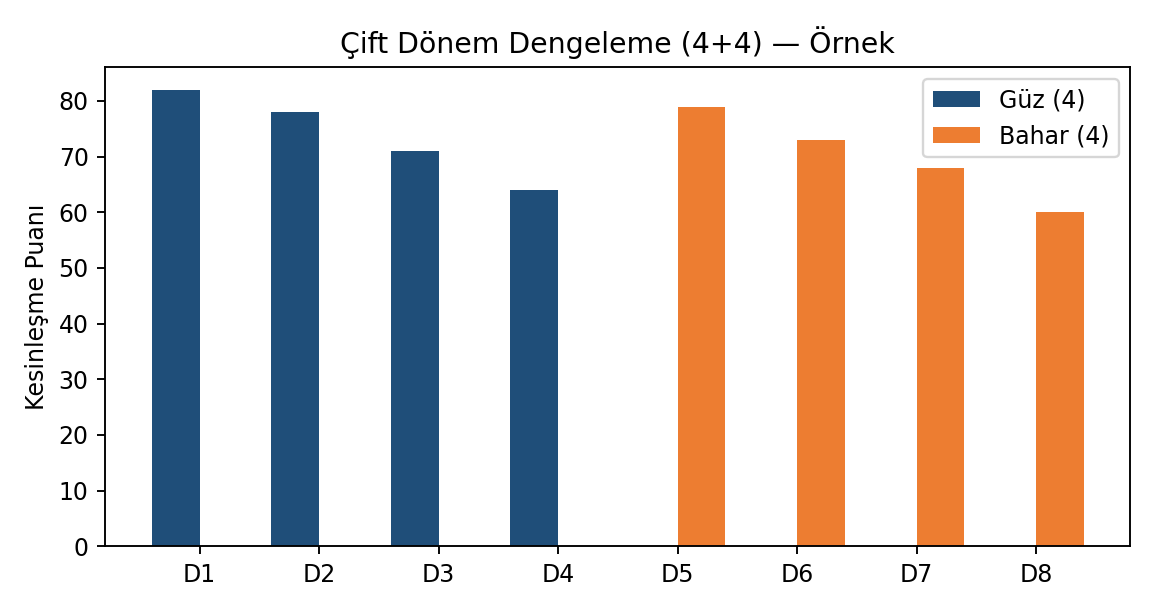 Çift Dönem Dengeleme (4+4) — Örnek
Güz (4)
Bahar (4)
Kesinleşme Puanı
80
70
60
50
40
30
20
10
0
D1 D2 D3 D4 D5 D6 D7 D8